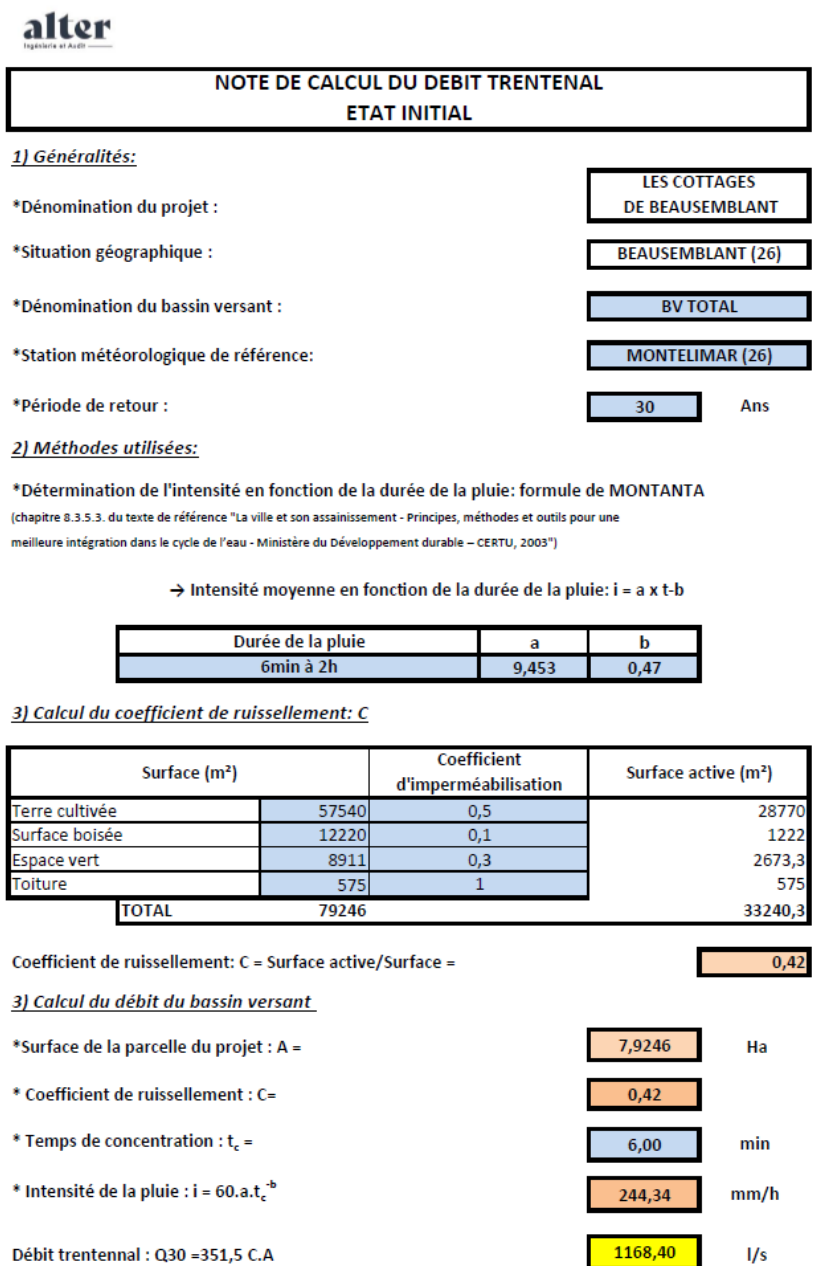 alter
Ingénierie et Audit
NOTE DE CALCUL DU DEBIT TRENTENAL
ETAT INITIAL
1) Généralités:
*Dénomination du projet : LES COTTAGES DE BEAUSEMBLANT
*Situation géographique : BEAUSEMBLANT (26)
*Dénomination du bassin versant : BV TOTAL
*Station météorologique de référence: MONTELIMAR (26)
*Période de retour : 30 Ans
2) Méthodes utilisées:
*Détermination de l'intensité en fonction de la durée de la pluie: formule de MONTANTA
(chapitre 8.3.5.3. du texte de référence "La ville et son assainissement - Principes, méthodes et outils pour une
meilleure intégration dans le cycle de l'eau - Ministère du Développement durable – CERTU, 2003")
→ Intensité moyenne en fonction de la durée de la pluie: i = a x t-b
Durée de la pluie a b
6min à 2h 9,453 0,47
3) Calcul du coefficient de ruissellement: C
Surface (m²) Coefficient d'imperméabilisation Surface active (m²)
Terre cultivée 57540 0,5 28770
Surface boisée 12220 0,1 1222
Espace vert 8911 0,3 2673,3
Toiture 575 1 575
TOTAL 79246 33240,3
Coefficient de ruissellement: C = Surface active/Surface = 0,42
3) Calcul du débit du bassin versant
*Surface de la parcelle du projet : A = 7,9246 Ha
* Coefficient de ruissellement : C= 0,42
* Temps de concentration : tc = 6,00 min
* Intensité de la pluie : i = 60.a.tc-b 244,34 mm/h
Débit trentennal : Q30 =351,5 C.A 1168,40 l/s